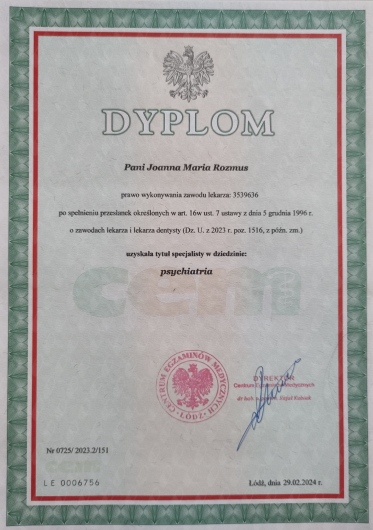 DYPLOM
Pani Joanna Maria Rozmus
prawo wykonywania zawodu lekarza: 3539636
po spełnieniu przesłanek określonych w art. 16w ust. 7 ustawy z dnia 5 grudnia 1996 r.
o zawodach lekarza i lekarza dentysty (Dz. U. z 2023 r. poz. 1516, z późn. zm.)
uzyskała tytuł specjalisty w dziedzinie:
psychiatria
cem
CENTRUM EGZAMINÓW MEDYCZNYCH
ŁÓDŹ
DYREKTOR
Centrum Egzaminów Medycznych
Nr 0725/ 2023.2/151
LE 0006756
Łódź, dnia 29.02.2024 r.